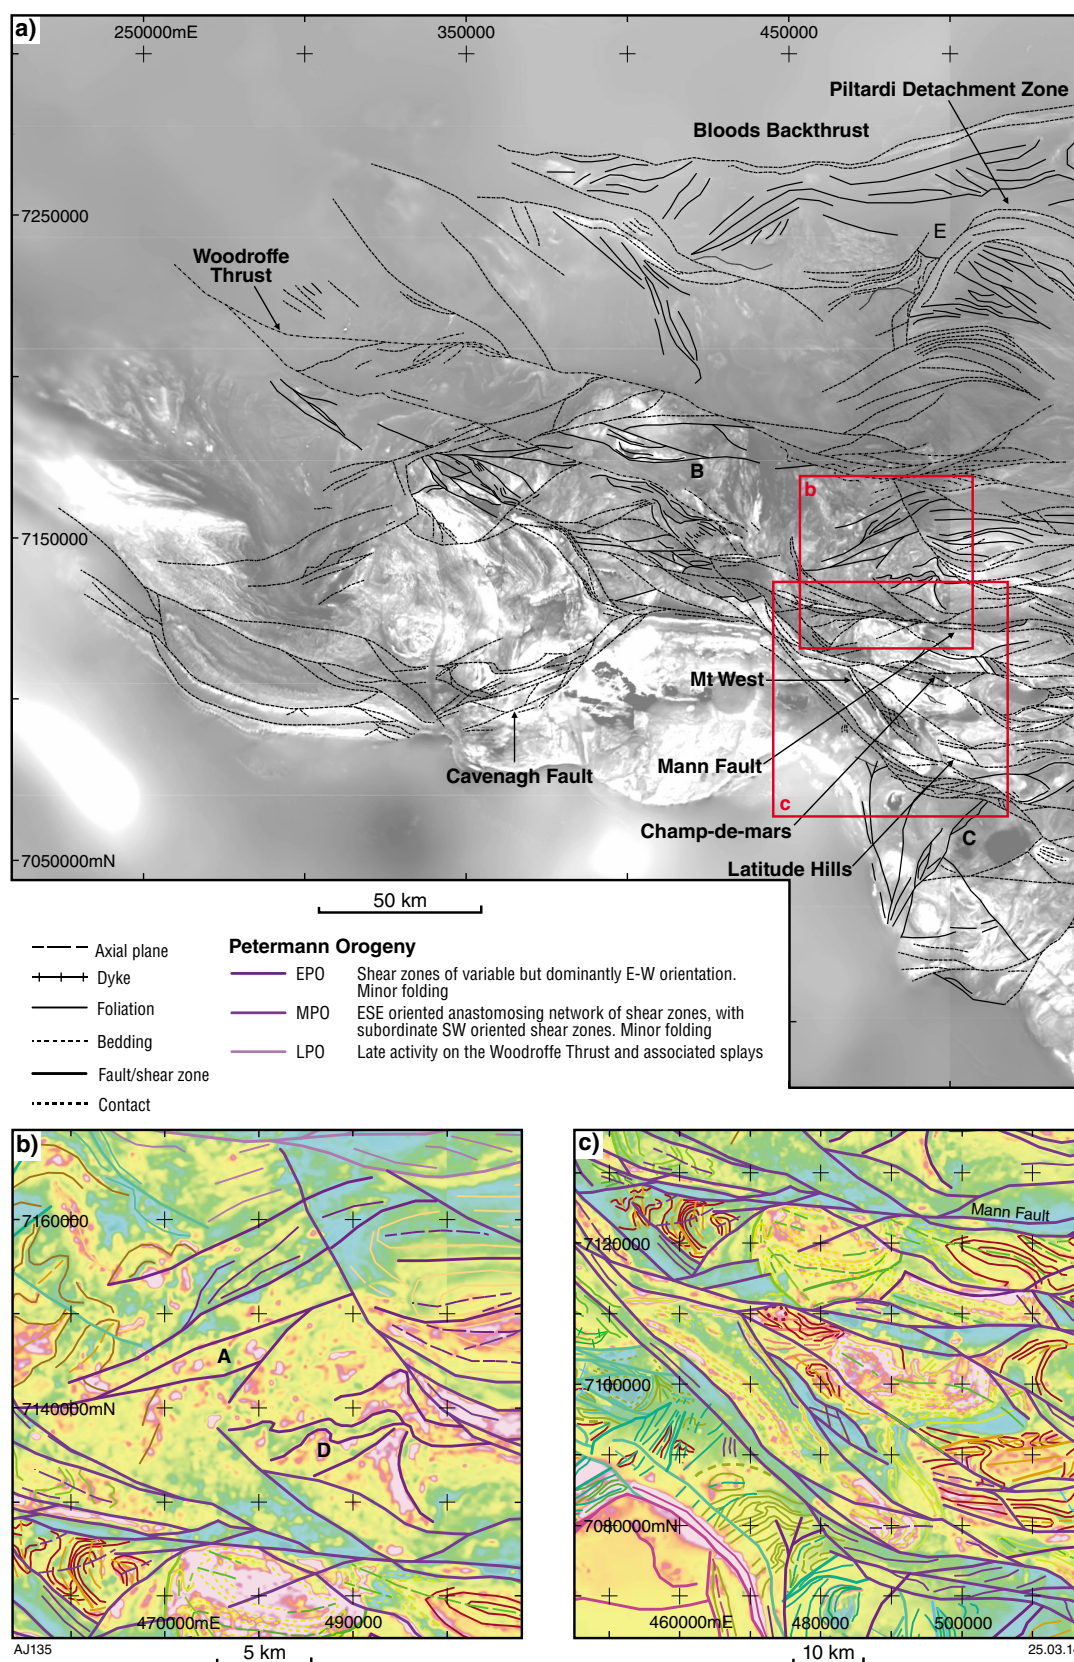 a)
250000mE
350000
450000
Piltardi Detachment Zone
Bloods Backthrust
7250000
E
Woodroffe
Thrust
B
b
7150000
Mt West
Mann Fault
Cavenagh Fault
c
Champ-de-mars
C
7050000mN
Latitude Hills
50 km
Axial plane
Dyke
Foliation
Bedding
Fault/shear zone
Contact
Petermann Orogeny
EPO Shear zones of variable but dominantly E-W orientation.
Minor folding
MPO ESE oriented anastomosing network of shear zones, with
subordinate SW oriented shear zones. Minor folding
LPO Late activity on the Woodroffe Thrust and associated splays
b)
7160000
A
7140000mN
D
470000mE
490000
AJ135
5 km
c)
Mann Fault
7120000
7100000
7080000mN
460000mE
480000
500000
10 km